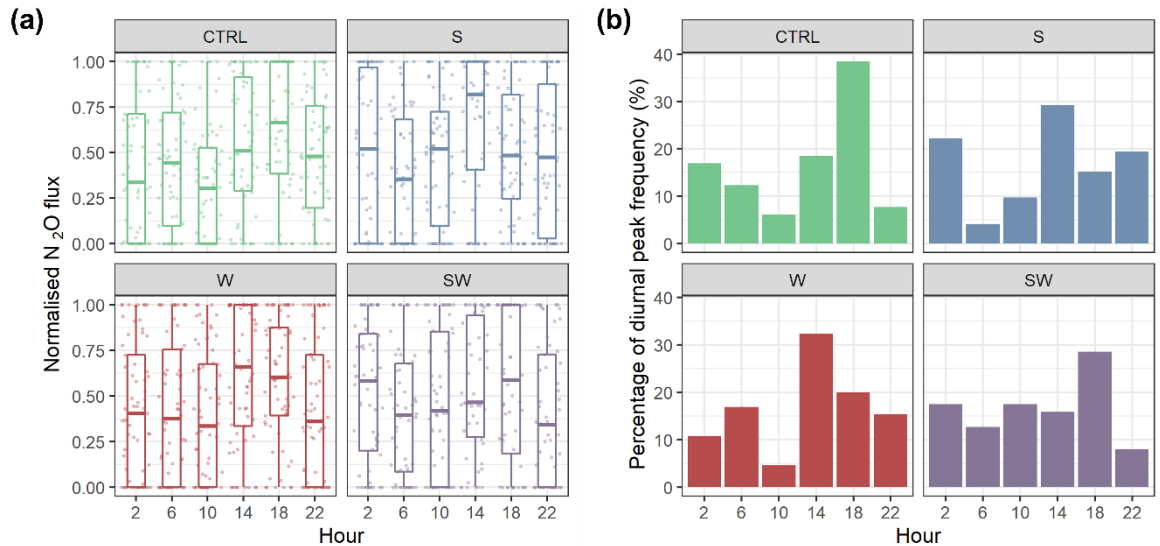 (a)
(b)
CTRL
S
1.00
0.75
0.50
0.25
0.00
W
SW
1.00
0.75
0.50
0.25
0.00
2 6 10 14 18 22
2 6 10 14 18 22
Hour
Normalised N₂O flux
CTRL
S
40
30
20
10
0
W
SW
40
30
20
10
0
2 6 10 14 18 22
2 6 10 14 18 22
Hour
Percentage of diurnal peak frequency (%)